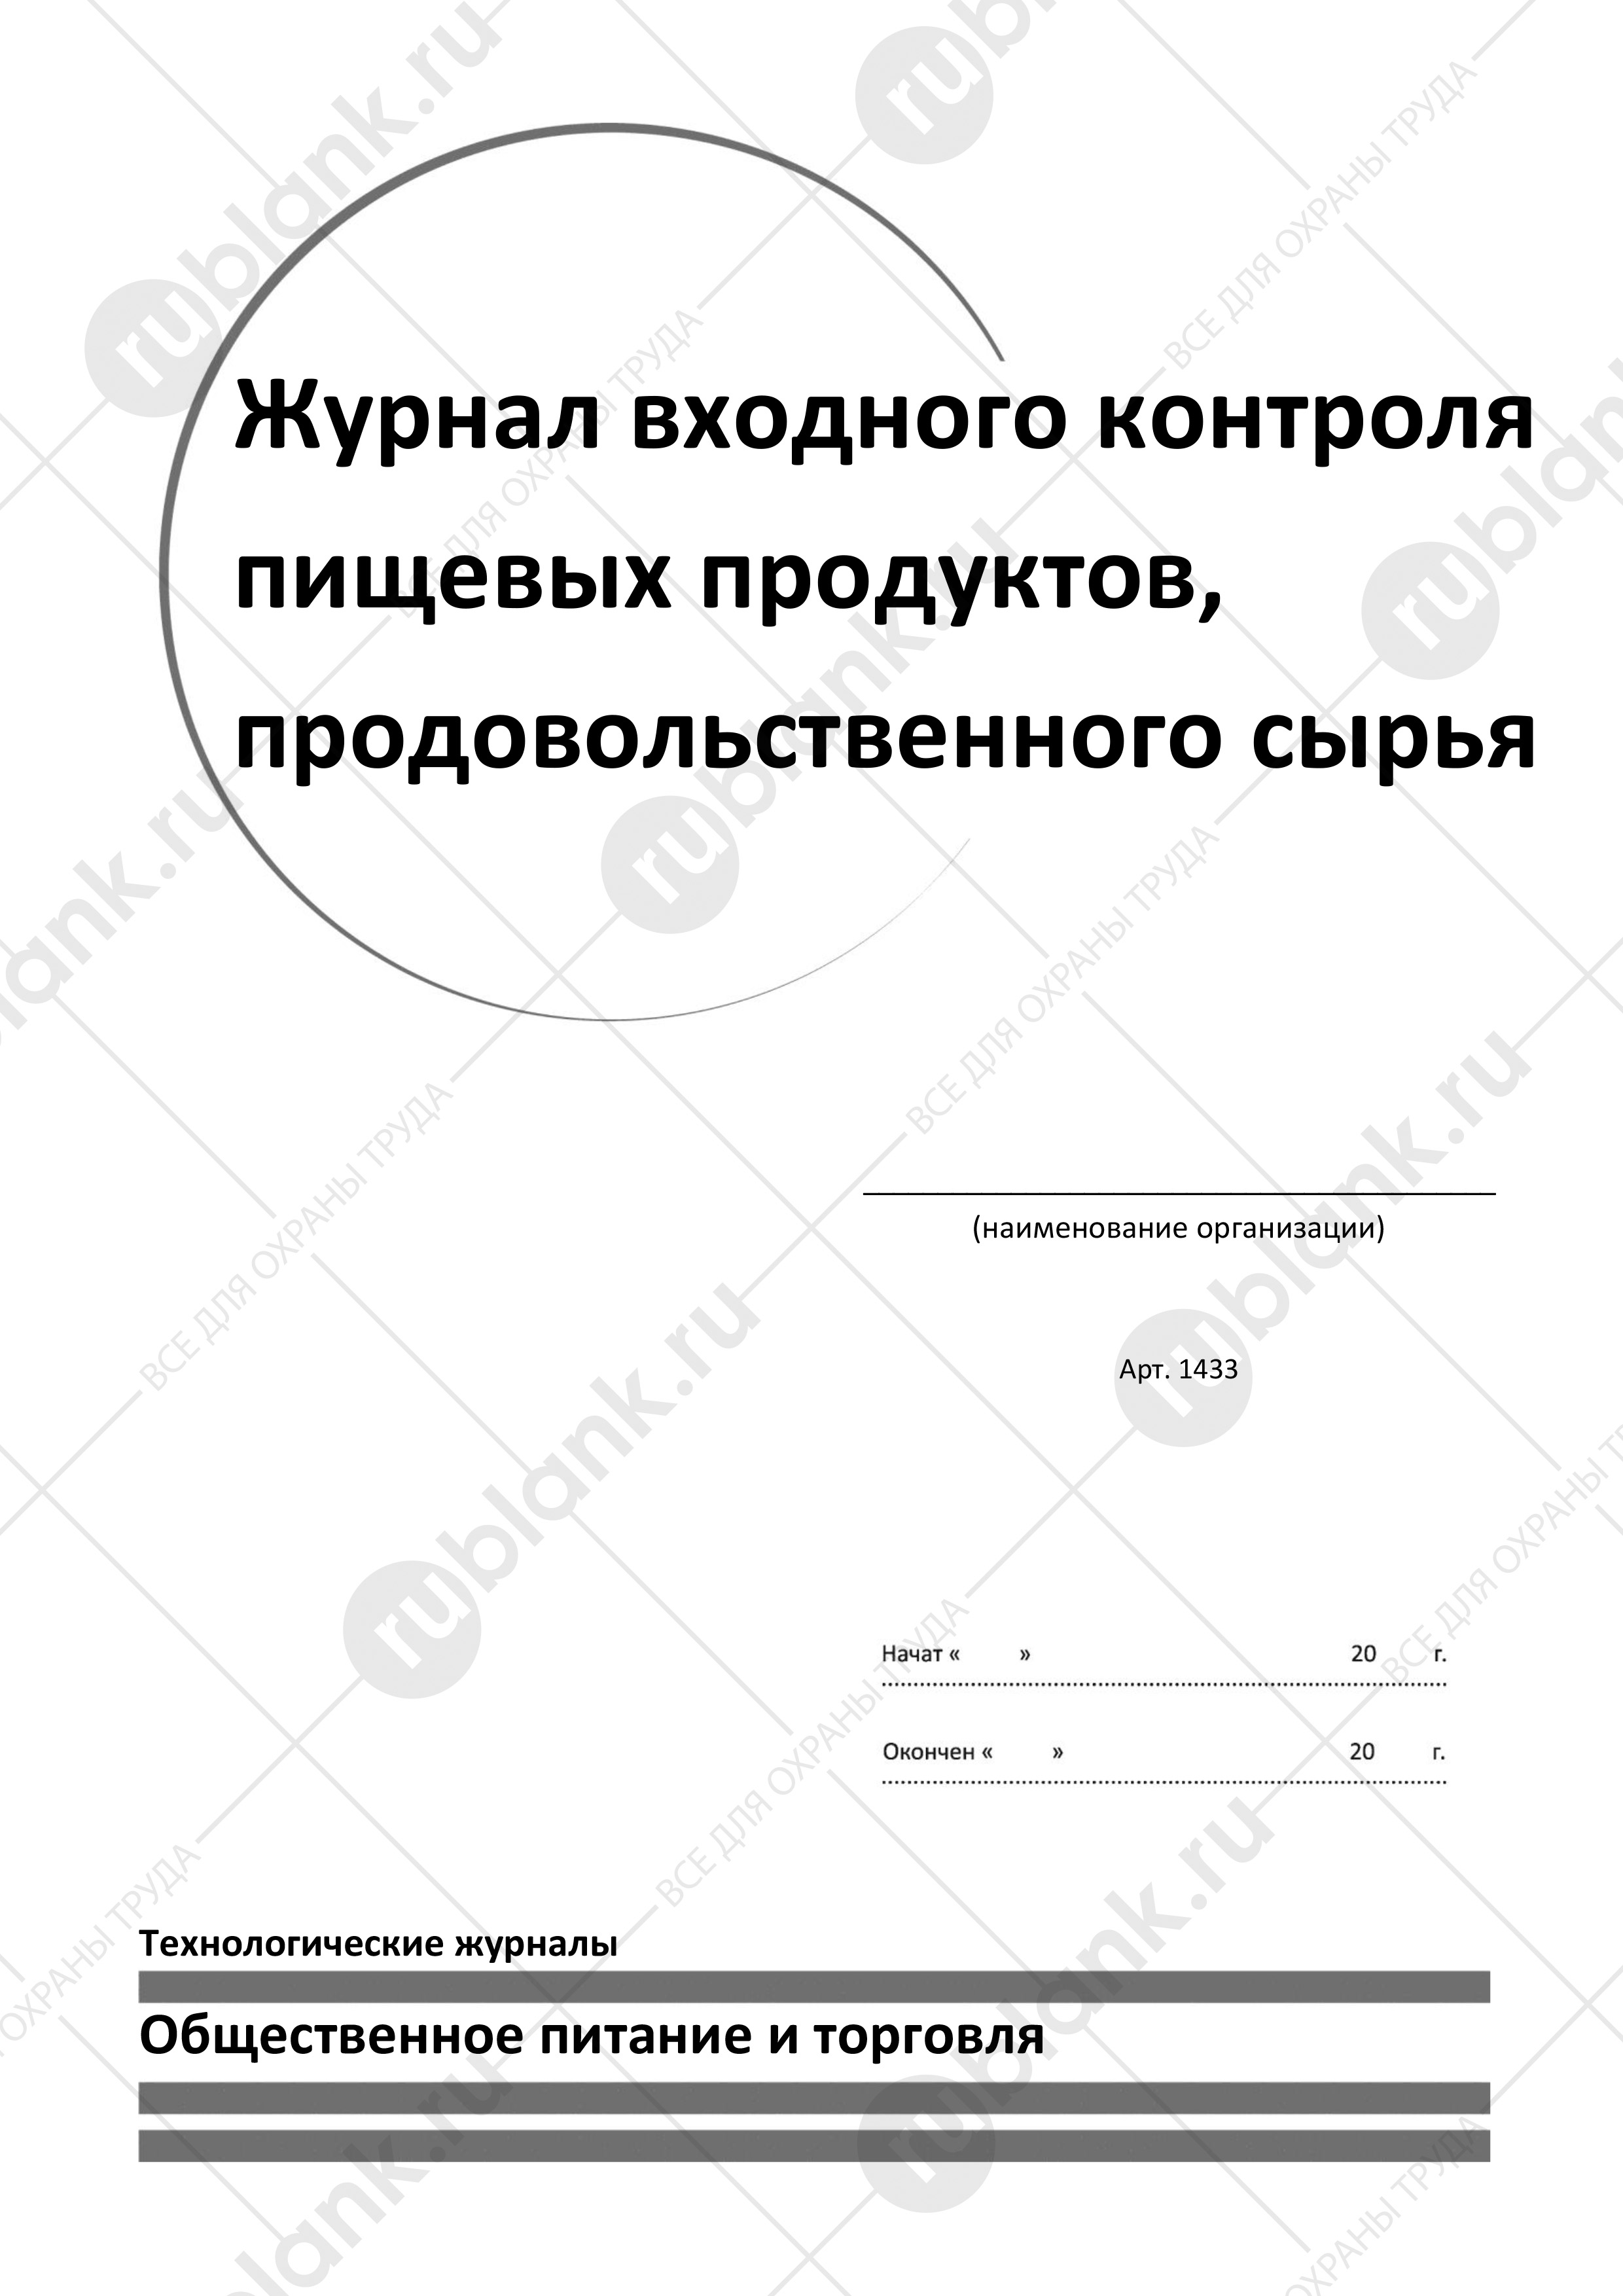 Журнал входного контроля
пищевых продуктов,
продовольственного сырья
(наименование организации)
Арт. 1433
Начат « » 20 г.
Окончен « » 20 г.
Технологические журналы
Общественное питание и торговля
rublank.ru
ВСЕ ДЛЯ ОХРАНЫ ТРУДА